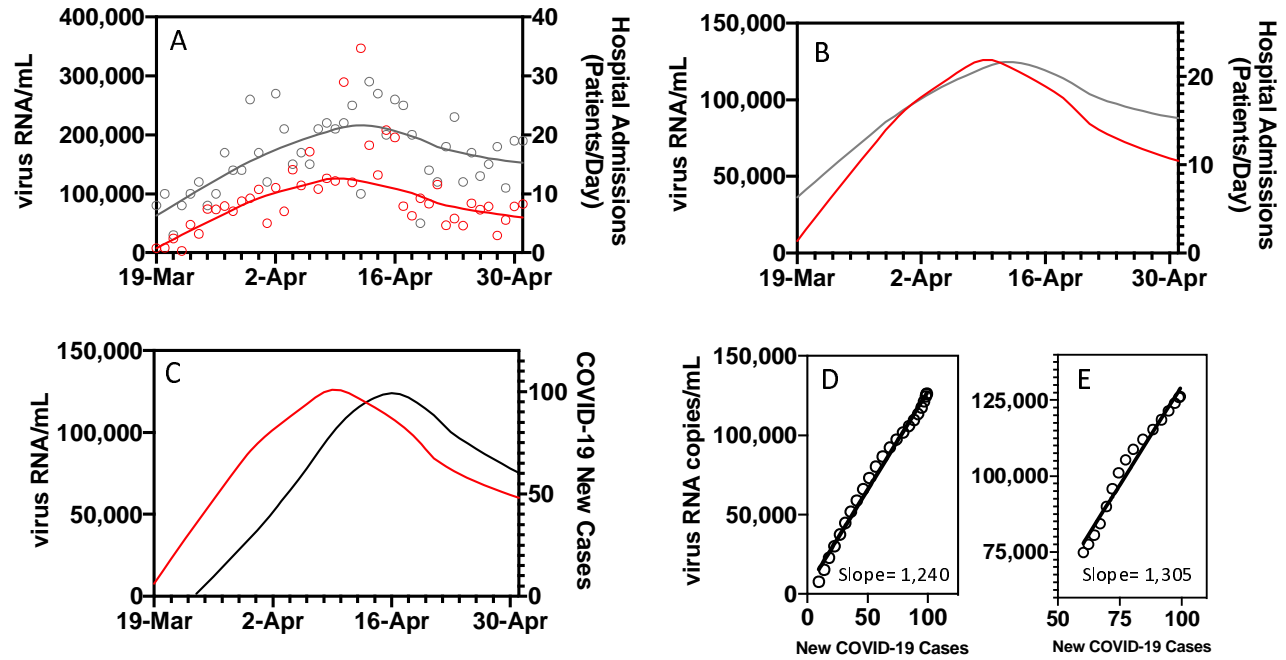 A
400,000
300,000
200,000
100,000
0
virus RNA/mL
40
30
20
10
0
Hospital Admissions
(Patients/Day)
19-Mar
2-Apr
16-Apr
30-Apr
B
150,000
100,000
50,000
0
virus RNA/mL
20
10
0
Hospital Admissions
(Patients/Day)
19-Mar
2-Apr
16-Apr
30-Apr
C
150,000
100,000
50,000
0
virus RNA/mL
100
50
0
COVID-19 New Cases
19-Mar
2-Apr
16-Apr
30-Apr
D
150,000
100,000
50,000
0
virus RNA copies/mL
Slope= 1,240
0
50
100
New COVID-19 Cases
E
125,000
100,000
75,000
Slope= 1,305
50
75
100
New COVID-19 Cases